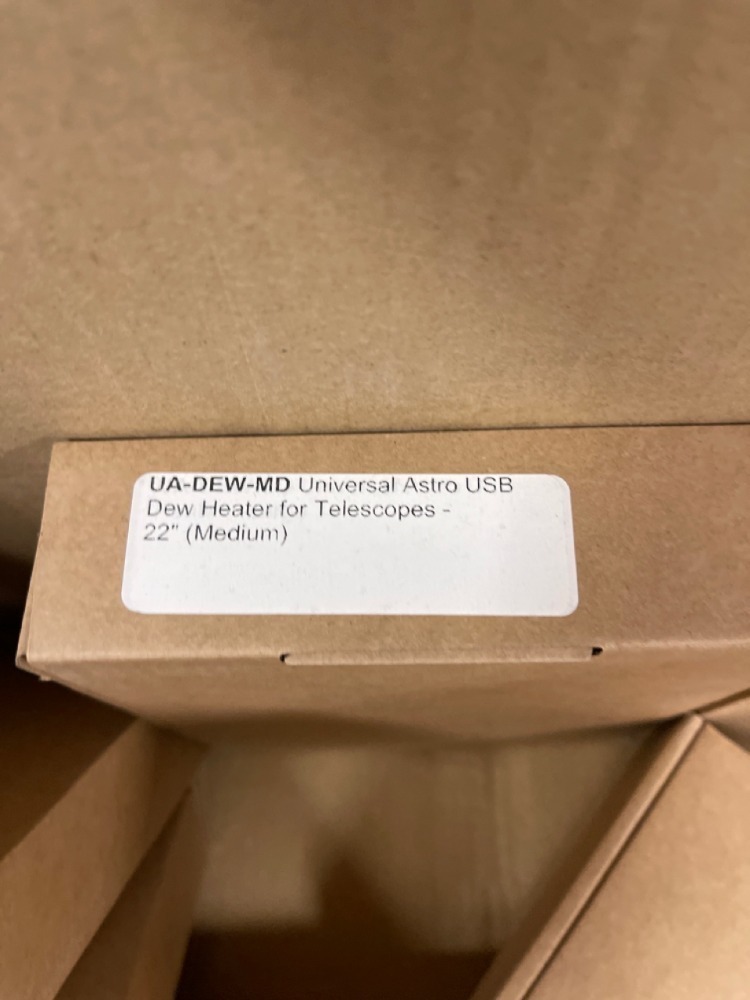 UA-DEW-MD Universal Astro USB
Dew Heater for Telescopes -
22" (Medium)